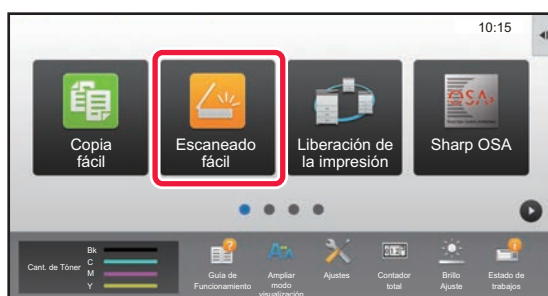 10:15
Copia
fácil
Escaneado
fácil
Liberación de
la impresión
Sharp OSA
Cant. de Tóner
Bk
C
M
Y
Guía de
Funcionamiento
Ampliar
modo
visualización
Ajustes
Contador
total
Brillo
Ajuste
Estado de
trabajos